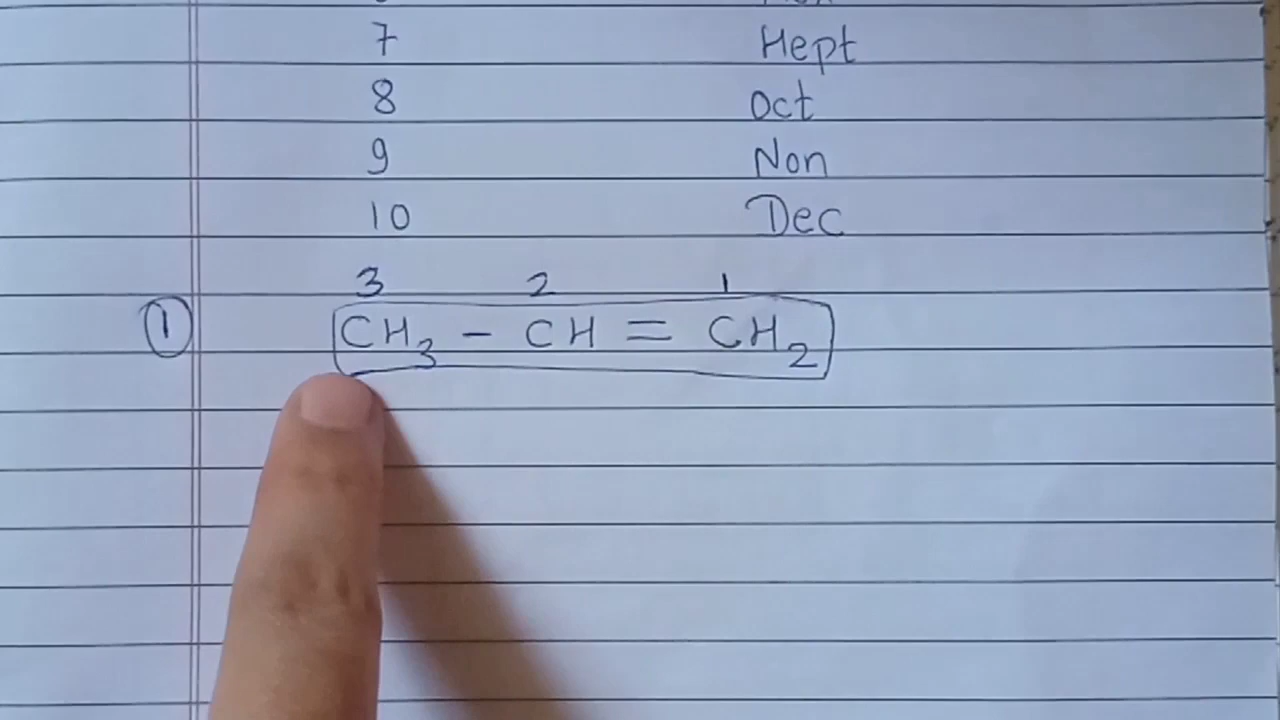 7 Hept
8 Oct
9 Non
10 Dec
3 2 1
① CH₃ – CH = CH₂